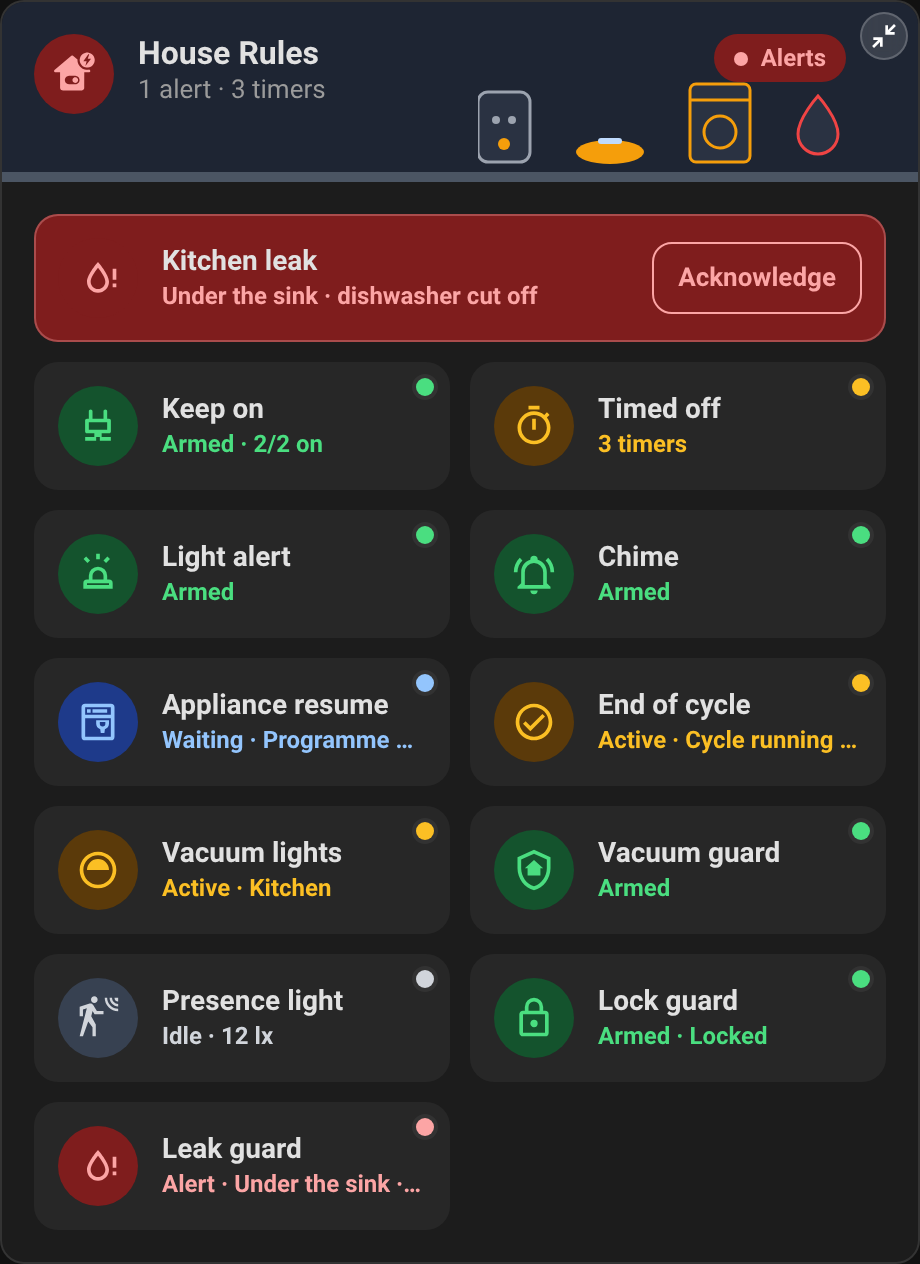 House Rules
1 alert · 3 timers
Alerts
Kitchen leak
Under the sink · dishwasher cut off
Acknowledge
Keep on
Armed · 2/2 on
Timed off
3 timers
Light alert
Armed
Chime
Armed
Appliance resume
Waiting · Programme ...
End of cycle
Active · Cycle running ...
Vacuum lights
Active · Kitchen
Vacuum guard
Armed
Presence light
Idle · 12 lx
Lock guard
Armed · Locked
Leak guard
Alert · Under the sink ·...